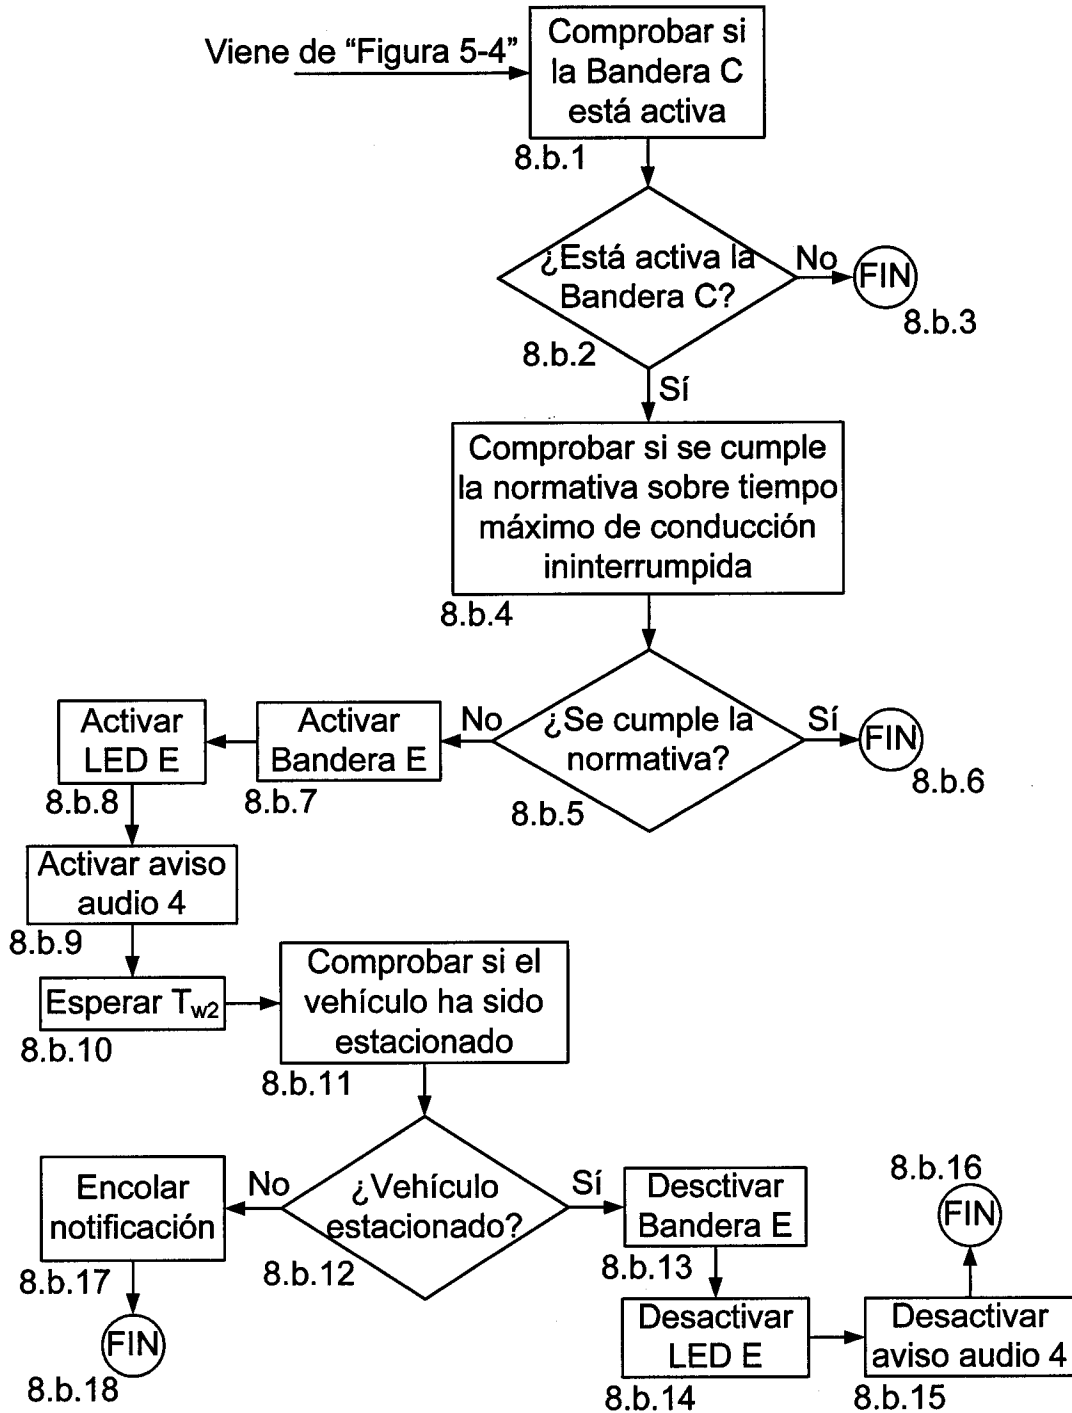 Viene de “Figura 5-4”
Comprobar si
la Bandera C
está activa
8.b.1
¿Está activa la
Bandera C?
8.b.2
No
FIN
8.b.3
Sí
Comprobar si se cumple
la normativa sobre tiempo
máximo de conducción
ininterrumpida
8.b.4
¿Se cumple la
normativa?
8.b.5
Sí
FIN
8.b.6
No
Activar
Bandera E
8.b.7
Activar
LED E
8.b.8
Activar aviso
audio 4
8.b.9
Esperar Tw2
8.b.10
Comprobar si el
vehículo ha sido
estacionado
8.b.11
¿Vehículo
estacionado?
8.b.12
Sí
Desctivar
Bandera E
8.b.13
Desactivar
LED E
8.b.14
Desactivar
aviso audio 4
8.b.15
8.b.16
FIN
No
Encolar
notificación
8.b.17
FIN
8.b.18